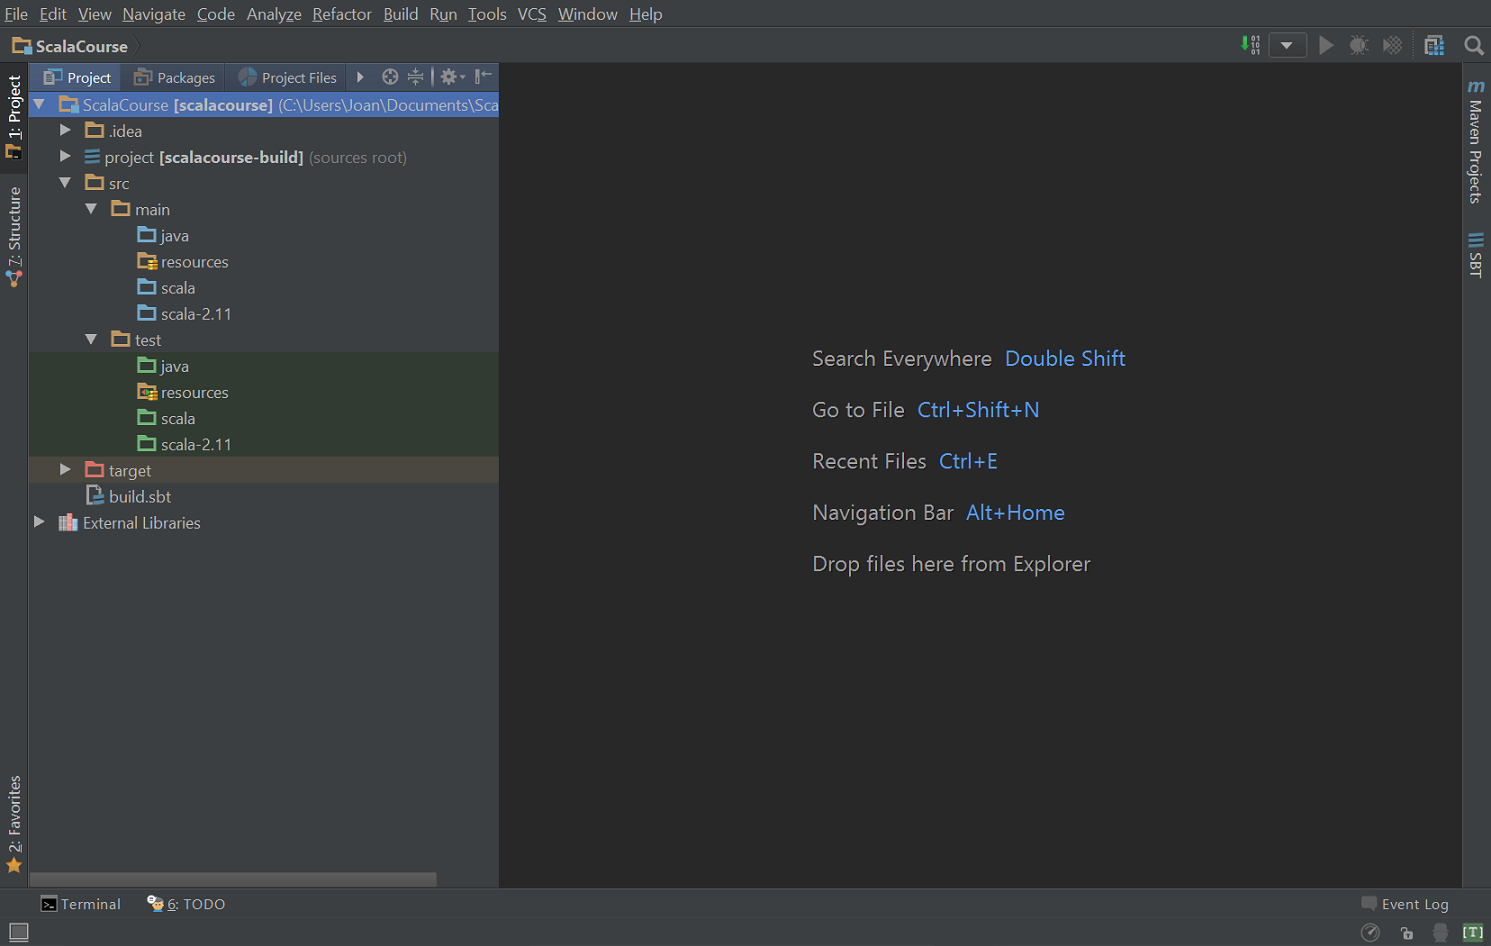 File Edit View Navigate Code Analyze Refactor Build Run Tools VCS Window Help
ScalaCourse
Project Packages Project Files
ScalaCourse [scalacourse] (C:\Users\Joan\Documents\Sca
.idea
project [scalacourse-build] (sources root)
src
main
java
resources
scala
scala-2.11
test
java
resources
scala
scala-2.11
target
build.sbt
External Libraries
1: Project
7: Structure
2: Favorites
Search Everywhere Double Shift
Go to File Ctrl+Shift+N
Recent Files Ctrl+E
Navigation Bar Alt+Home
Drop files here from Explorer
m
Maven Projects
SBT
Terminal 6: TODO Event Log
[T]